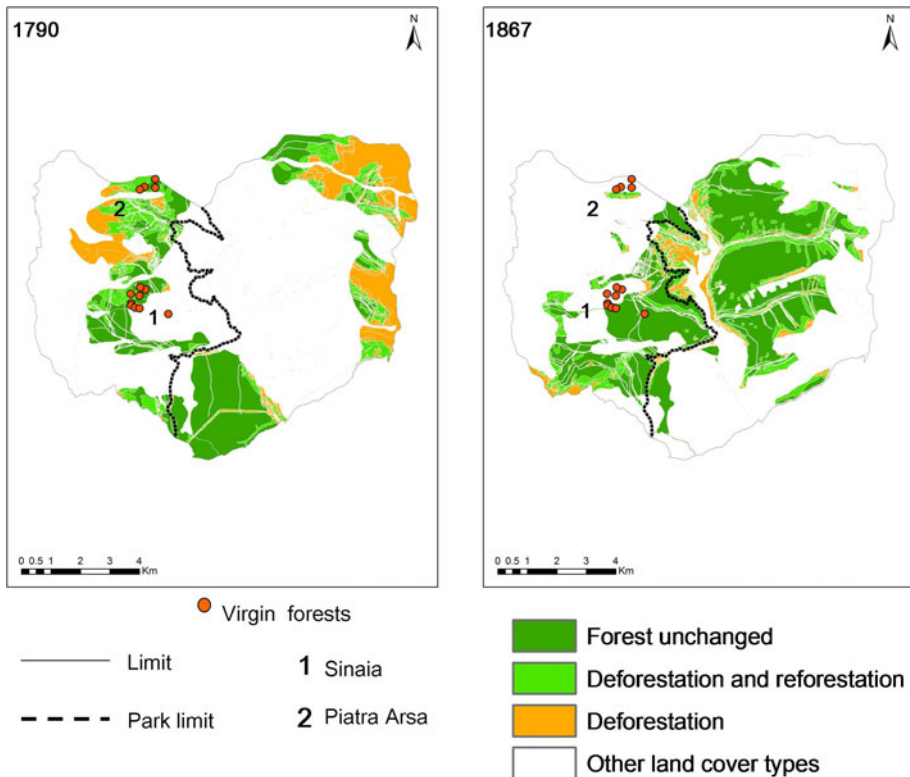 1790
N
2
1
0 0.5 1 2 3 4
Km
1867
N
2
1
0 0.5 1 2 3 4
Km
Virgin forests
Limit
1 Sinaia
Park limit
2 Piatra Arsa
Forest unchanged
Deforestation and reforestation
Deforestation
Other land cover types